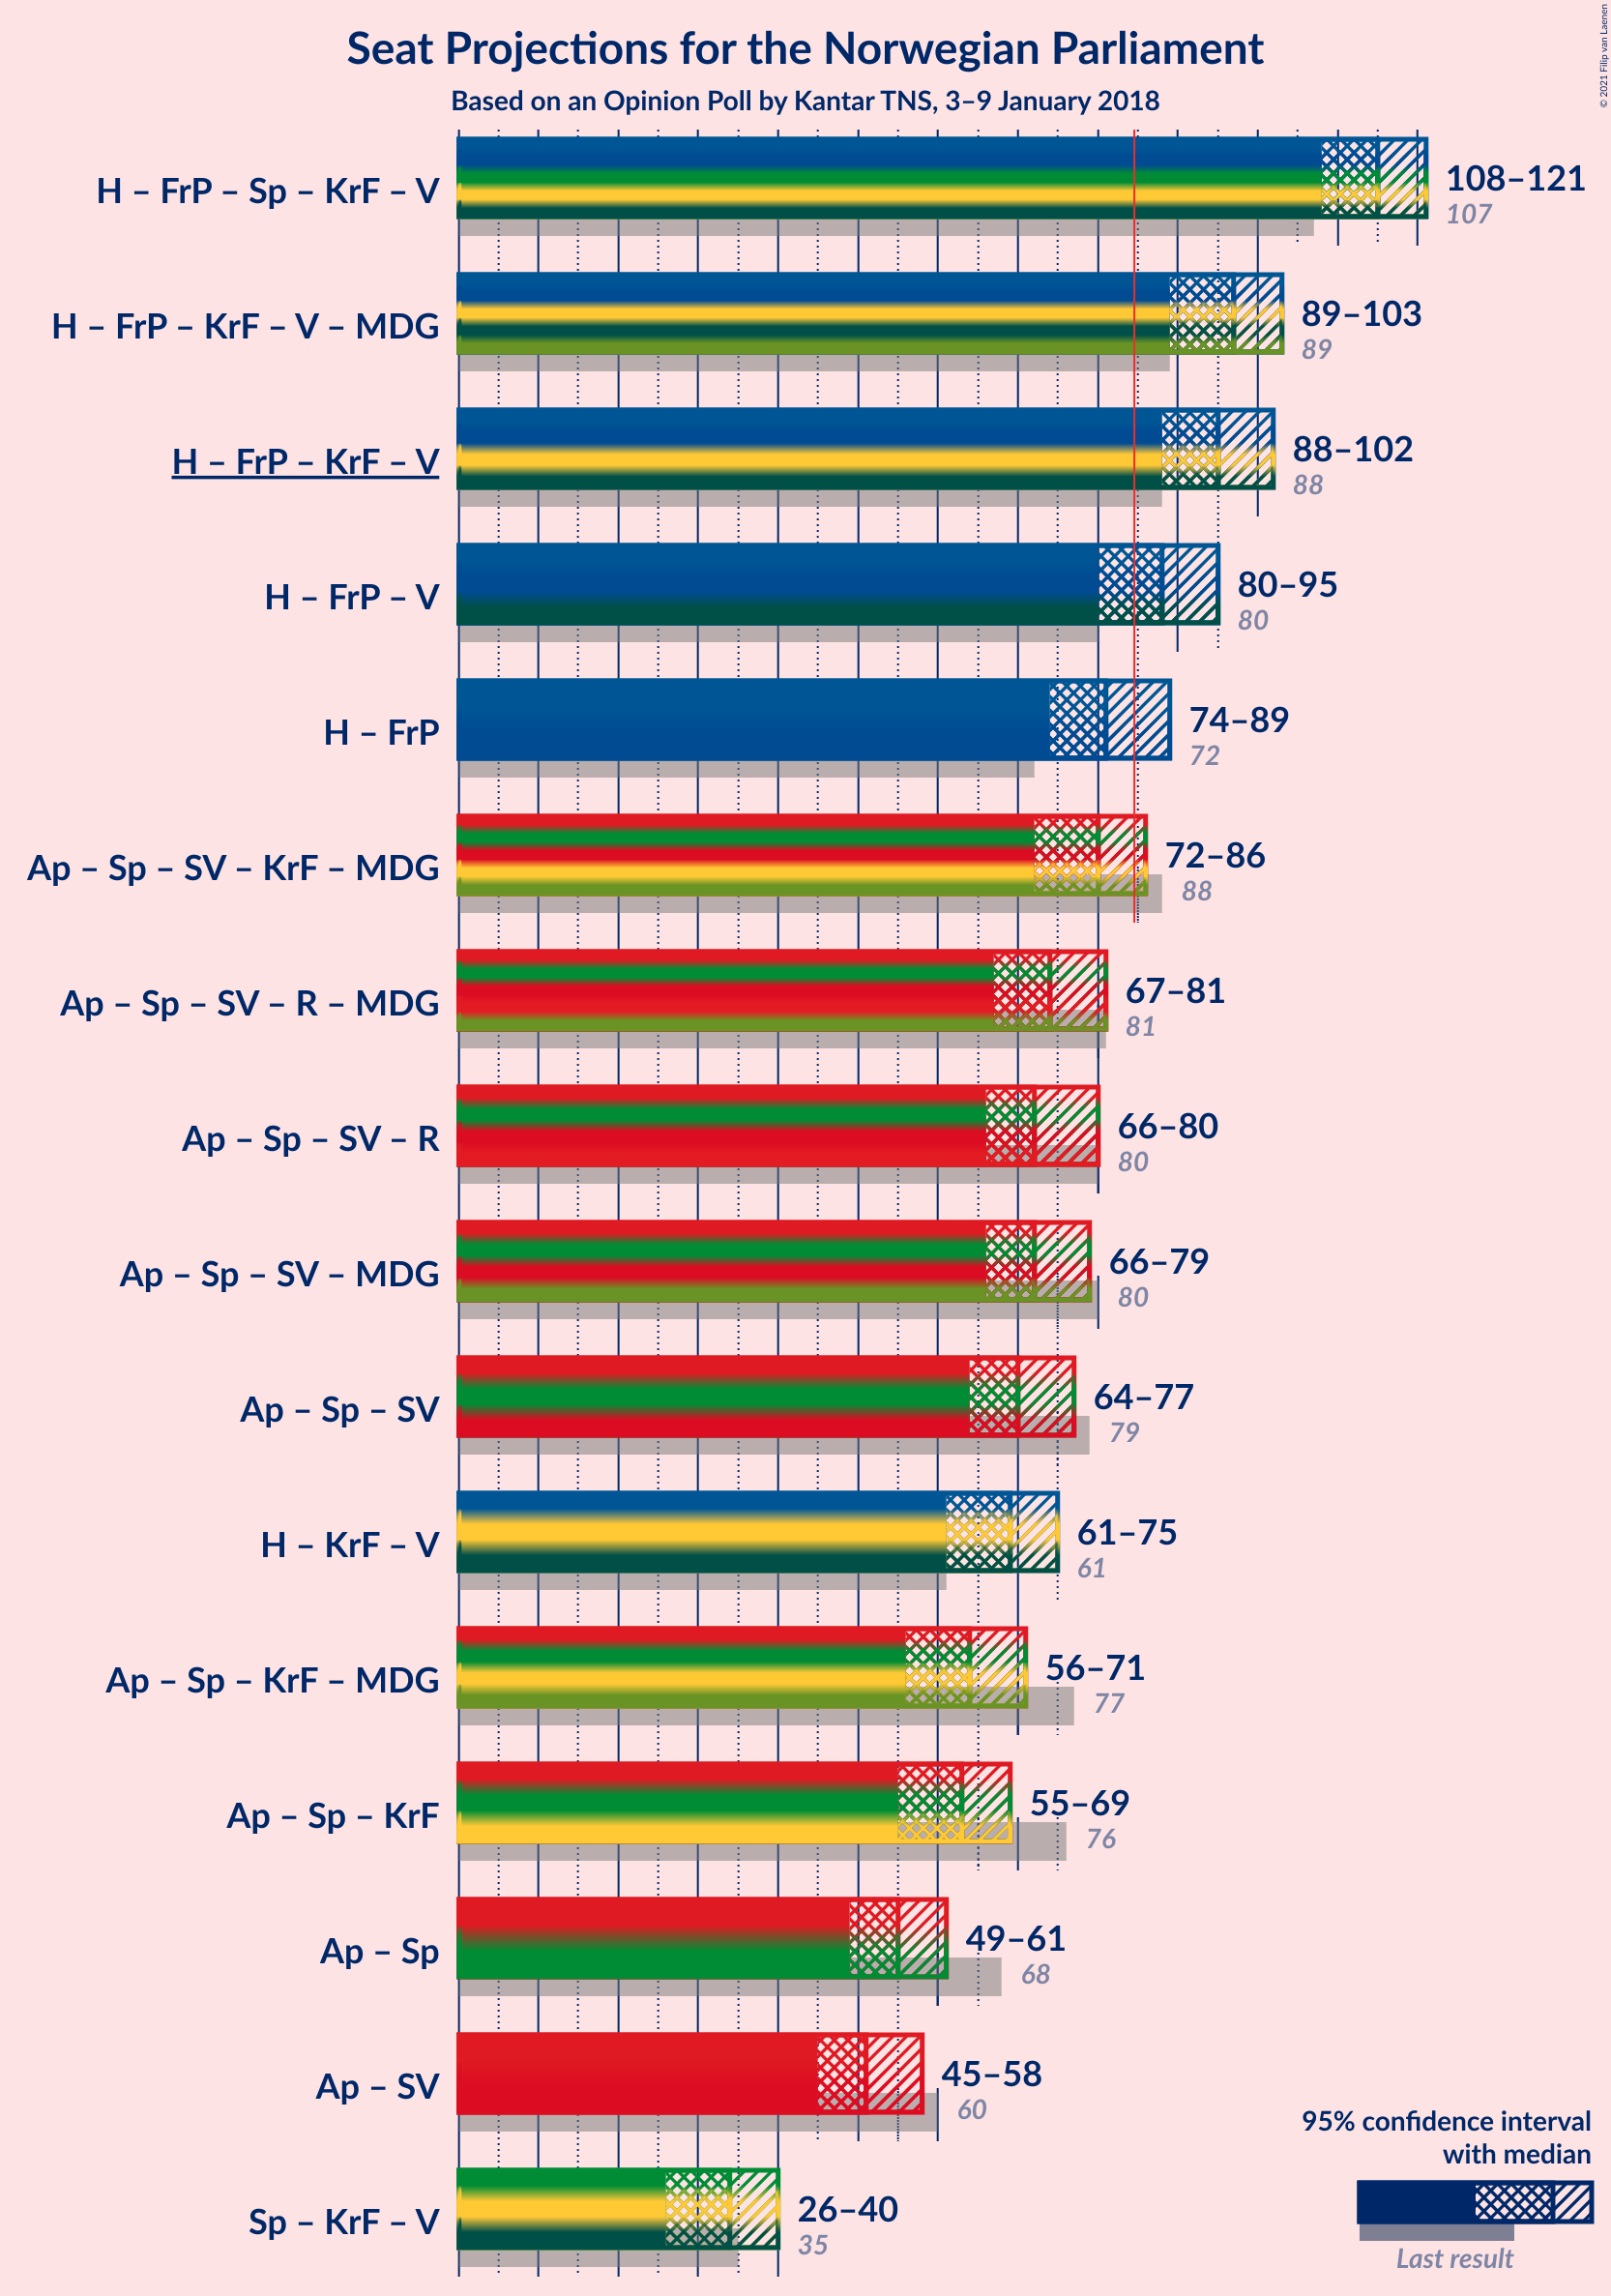 Seat Projections for the Norwegian Parliament
Based on an Opinion Poll by Kantar TNS, 3–9 January 2018
© 2021 Filip van Laenen
H – FrP – Sp – KrF – V
108–121
107
H – FrP – KrF – V – MDG
89–103
89
H – FrP – KrF – V
88–102
88
H – FrP – V
80–95
80
H – FrP
74–89
72
Ap – Sp – SV – KrF – MDG
72–86
88
Ap – Sp – SV – R – MDG
67–81
81
Ap – Sp – SV – R
66–80
80
Ap – Sp – SV – MDG
66–79
80
Ap – Sp – SV
64–77
79
H – KrF – V
61–75
61
Ap – Sp – KrF – MDG
56–71
77
Ap – Sp – KrF
55–69
76
Ap – Sp
49–61
68
Ap – SV
45–58
60
Sp – KrF – V
26–40
35
95% confidence interval
with median
Last result